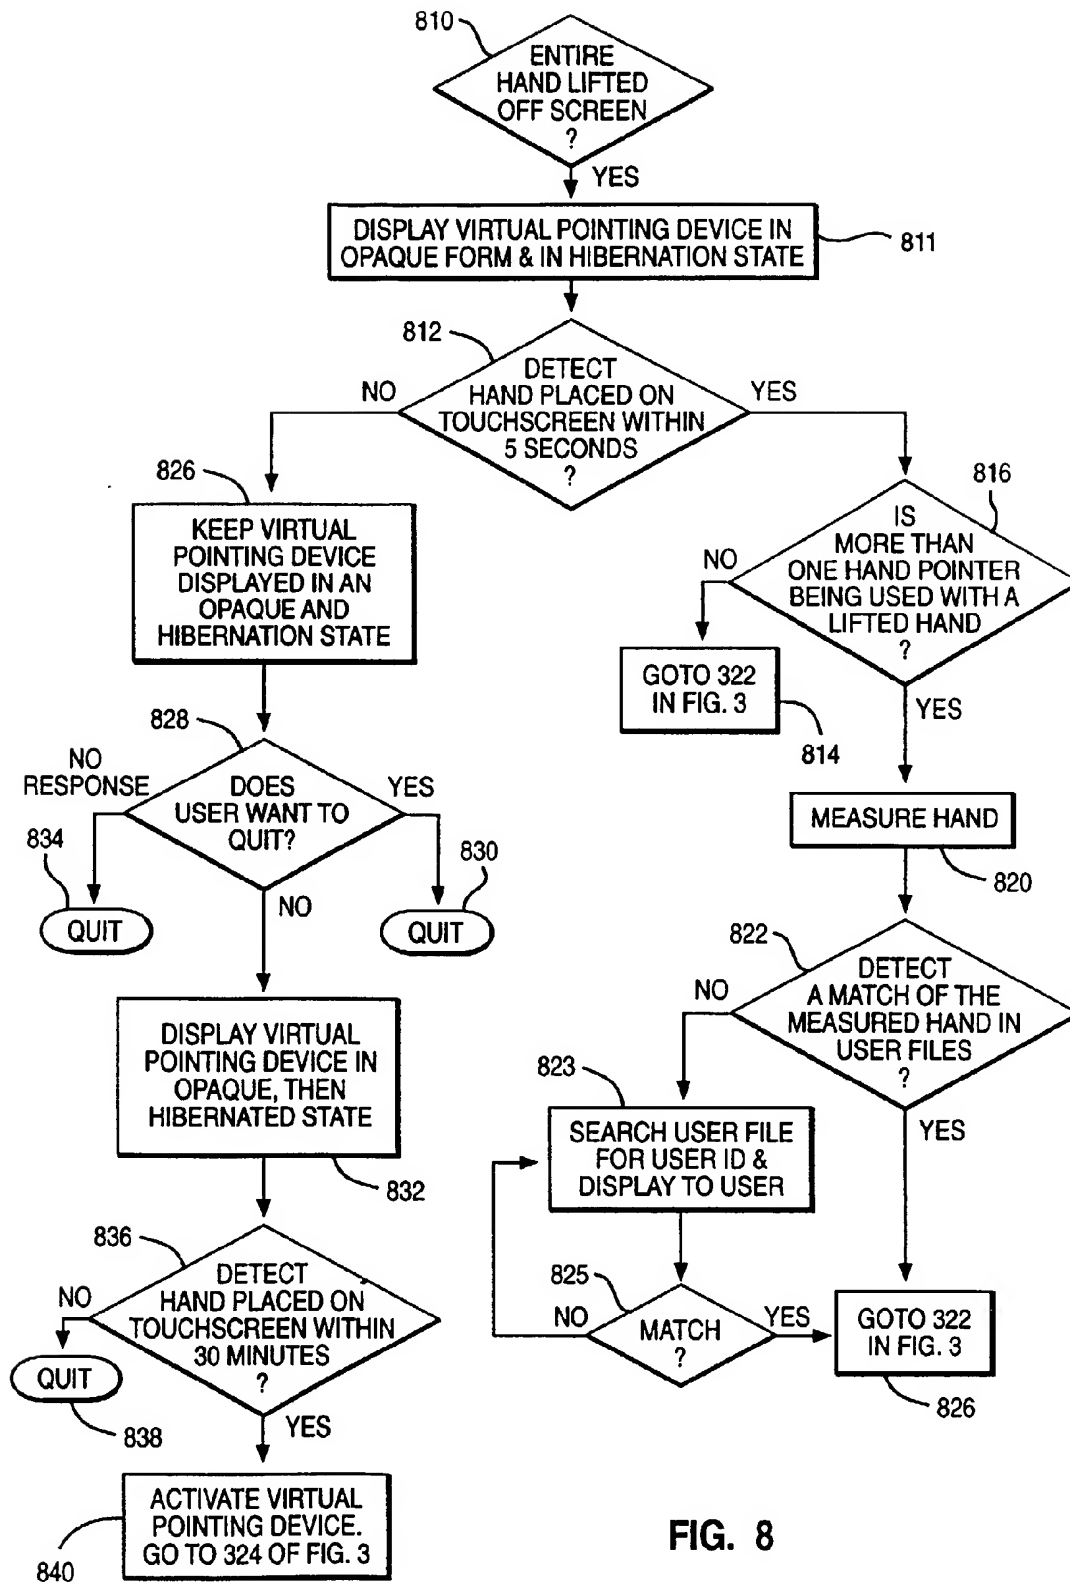 810
ENTIRE
HAND LIFTED
OFF SCREEN
?
YES
DISPLAY VIRTUAL POINTING DEVICE IN
OPAQUE FORM & IN HIBERNATION STATE
811
812
DETECT
HAND PLACED ON
TOUCHSCREEN WITHIN
5 SECONDS
?
NO
YES
826
KEEP VIRTUAL
POINTING DEVICE
DISPLAYED IN AN
OPAQUE AND
HIBERNATION STATE
816
IS
MORE THAN
ONE HAND POINTER
BEING USED WITH A
LIFTED HAND
?
NO
YES
GOTO 322
IN FIG. 3
814
828
DOES
USER WANT TO
QUIT?
NO
RESPONSE
YES
NO
834
QUIT
830
QUIT
MEASURE HAND
820
822
DETECT
A MATCH OF THE
MEASURED HAND IN
USER FILES
?
NO
YES
DISPLAY VIRTUAL
POINTING DEVICE IN
OPAQUE, THEN
HIBERNATED STATE
832
823
SEARCH USER FILE
FOR USER ID &
DISPLAY TO USER
836
DETECT
HAND PLACED ON
TOUCHSCREEN WITHIN
30 MINUTES
?
NO
YES
QUIT
838
825
MATCH
?
NO
YES
GOTO 322
IN FIG. 3
826
ACTIVATE VIRTUAL
POINTING DEVICE.
GO TO 324 OF FIG. 3
840
FIG. 8